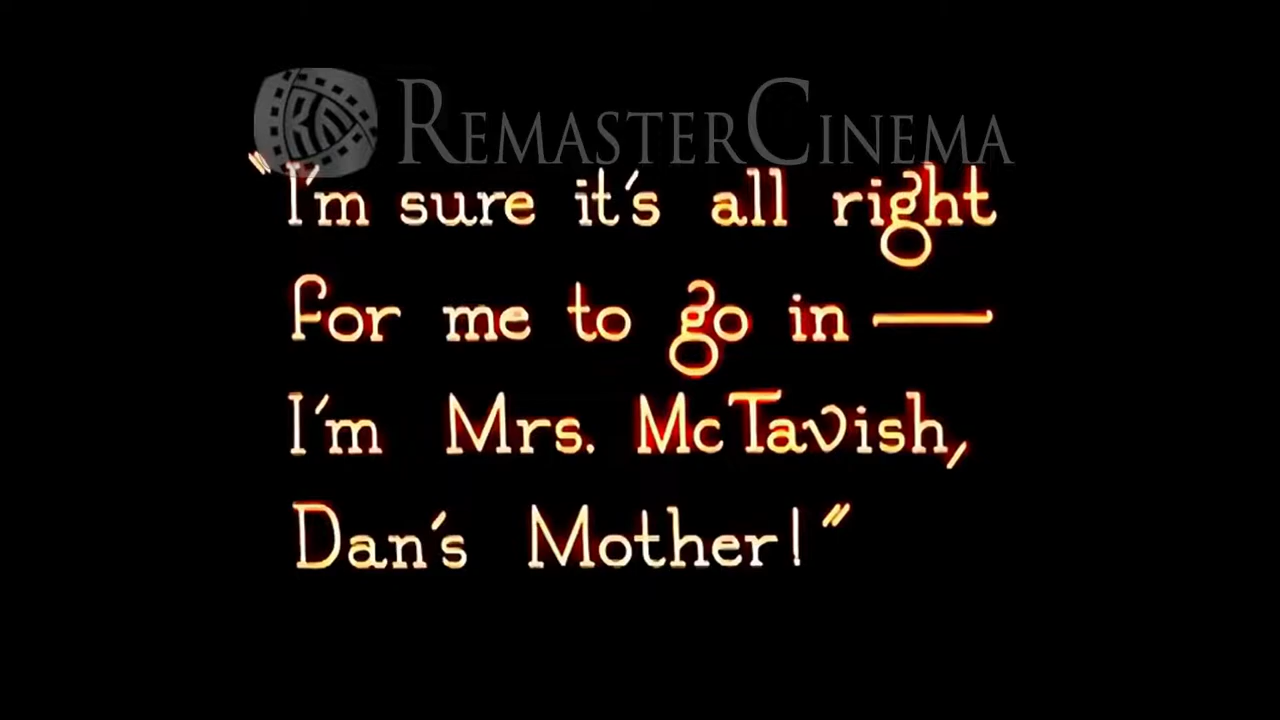 REMASTERCINEMA
"I'm sure it's all right
for me to go in —
I'm Mrs. McTavish,
Dan's Mother!"